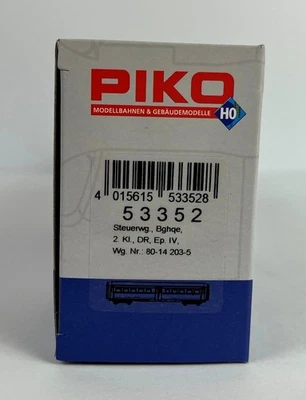 PIKO
MODELLBAHNEN & GEBÄUDEMODELLE
H0
4 015615 533528
53352
Steuerwg., Bghqe,
2. Kl., DR, Ep. IV,
Wg. Nr.: 80-14 203-5